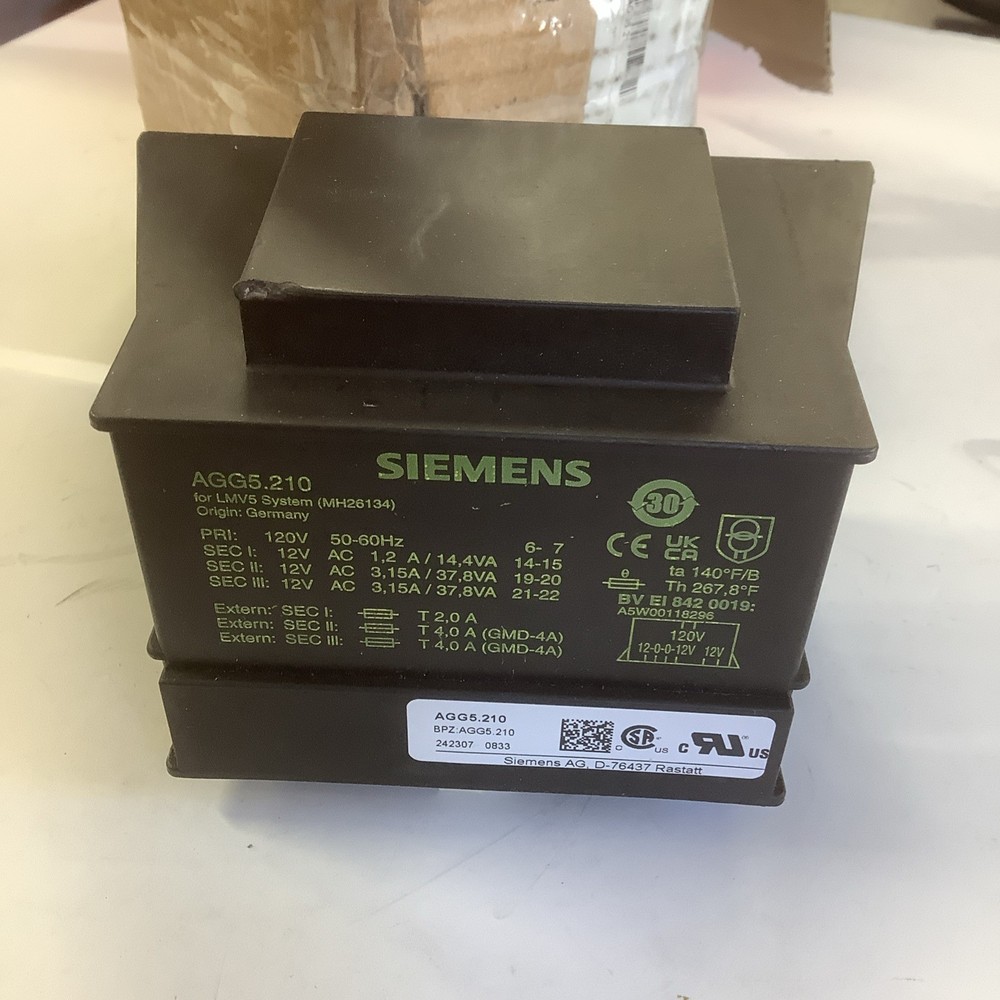 SIEMENS
AGG5.210
for LMV5 System (MH26134)
Origin: Germany
PRI: 120V 50-60Hz 6- 7
SEC I: 12V AC 1,2 A / 14,4VA 14-15
SEC II: 12V AC 3,15A / 37,8VA 19-20
SEC III: 12V AC 3,15A / 37,8VA 21-22
Extern: SEC I: T 2,0 A
Extern: SEC II: T 4,0 A (GMD-4A)
Extern: SEC III: T 4,0 A (GMD-4A)
30
CE UK CA
ta 140°F/B
Th 267,8°F
BV EI 842 0019:
A5W00118296
120V
12-0-0-12V 12V
AGG5.210
BPZ:AGG5.210
242307 0833
C SP US
C RU US
Siemens AG, D-76437 Rastatt